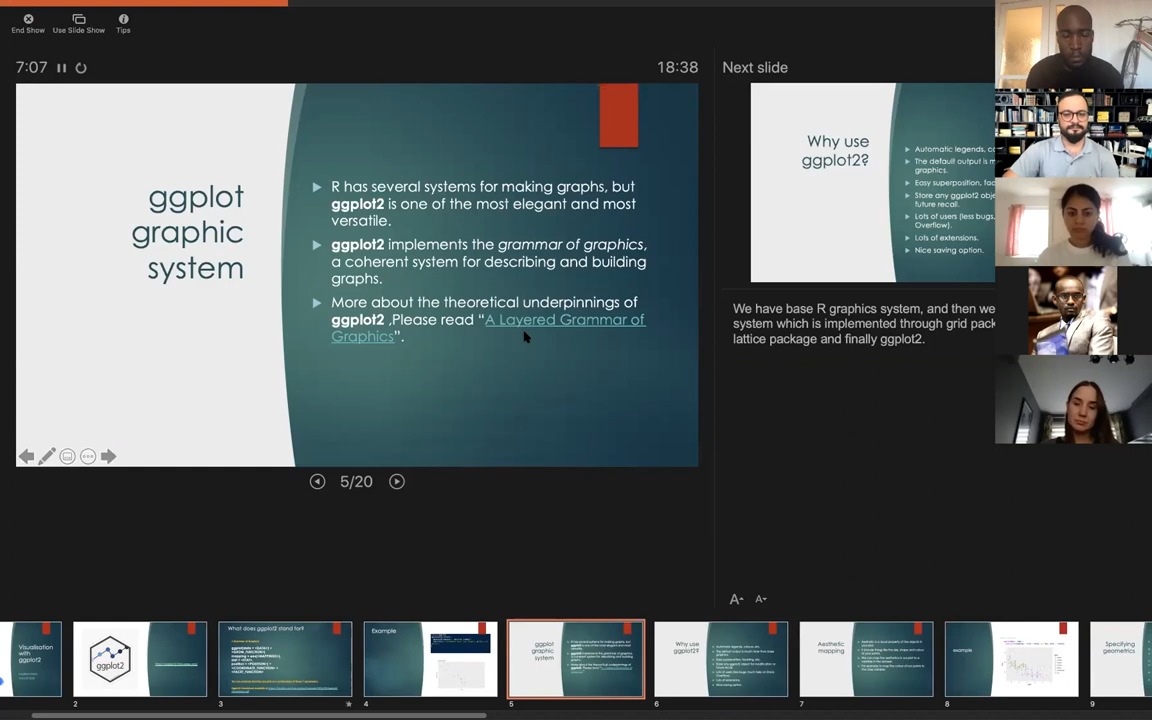 End Show
Use Slide Show
Tips
7:07
18:38
ggplot
graphic
system
R has several systems for making graphs, but
ggplot2 is one of the most elegant and most
versatile.
ggplot2 implements the grammar of graphics,
a coherent system for describing and building
graphs.
More about the theoretical underpinnings of
ggplot2 ,Please read “A Layered Grammar of
Graphics”.
5/20
Next slide
Why use
ggplot2?
Automatic legends, co
The default output is m
graphics.
Easy superposition, fac
Store any ggplot2 obje
future recall.
Lots of users (less bugs,
Overflow).
Lots of extensions.
Nice saving option.
We have base R graphics system, and then we
system which is implemented through grid pack
lattice package and finally ggplot2.
A A
Visualisation
with
ggplot2
ggplot2
2
What does ggplot2 stand for?
3
Example
4
ggplot
graphic
system
5
Why use
ggplot2?
6
Aesthetic
mapping
7
example
8
Specifying
geometrics
9